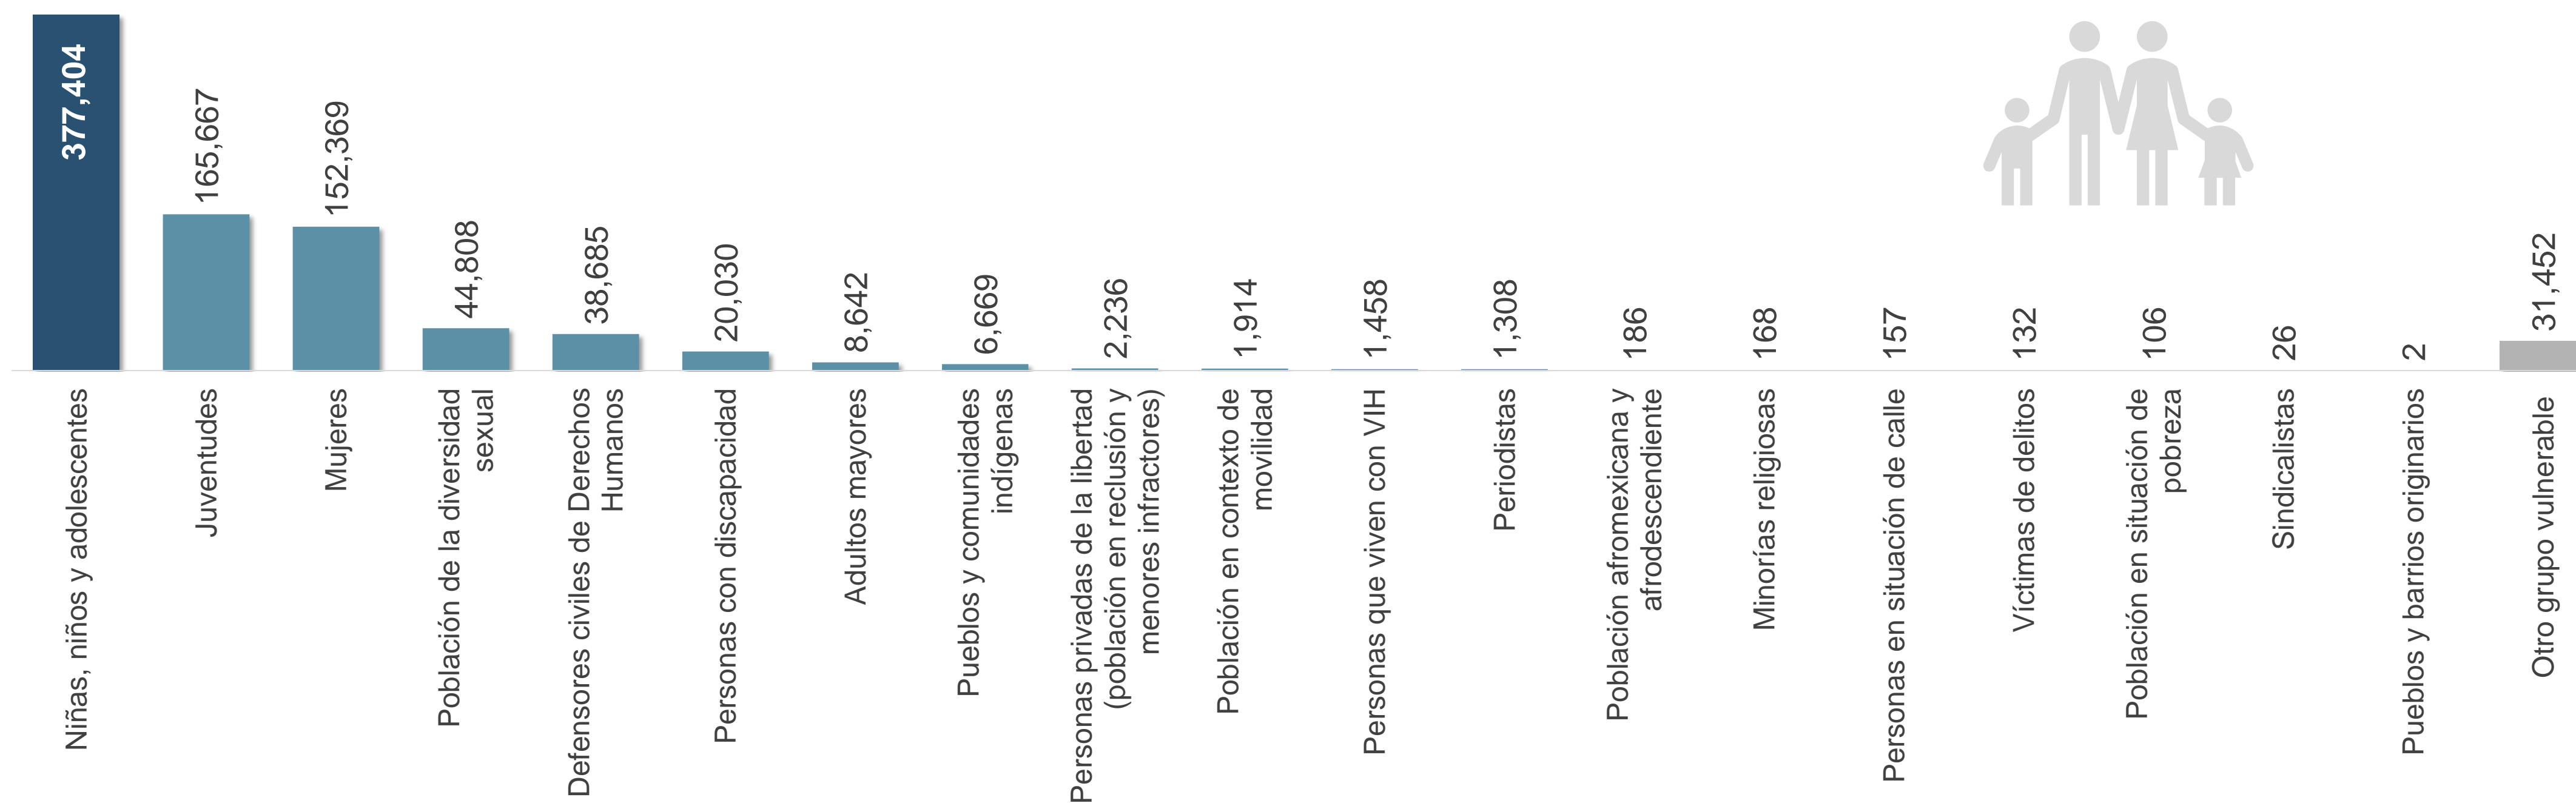 377,404
165,667
152,369
44,808
38,685
20,030
8,642
6,669
2,236
1,914
1,458
1,308
186
168
157
132
106
26
2
31,452
Niñas, niños y adolescentes
Juventudes
Mujeres
Población de la diversidad
sexual
Defensores civiles de Derechos
Humanos
Personas con discapacidad
Adultos mayores
Pueblos y comunidades
indígenas
Personas privadas de la libertad
(población en reclusión y
menores infractores)
Población en contexto de
movilidad
Personas que viven con VIH
Periodistas
Población afromexicana y
afrodescendiente
Minorías religiosas
Personas en situación de calle
Víctimas de delitos
Población en situación de
pobreza
Sindicalistas
Pueblos y barrios originarios
Otro grupo vulnerable